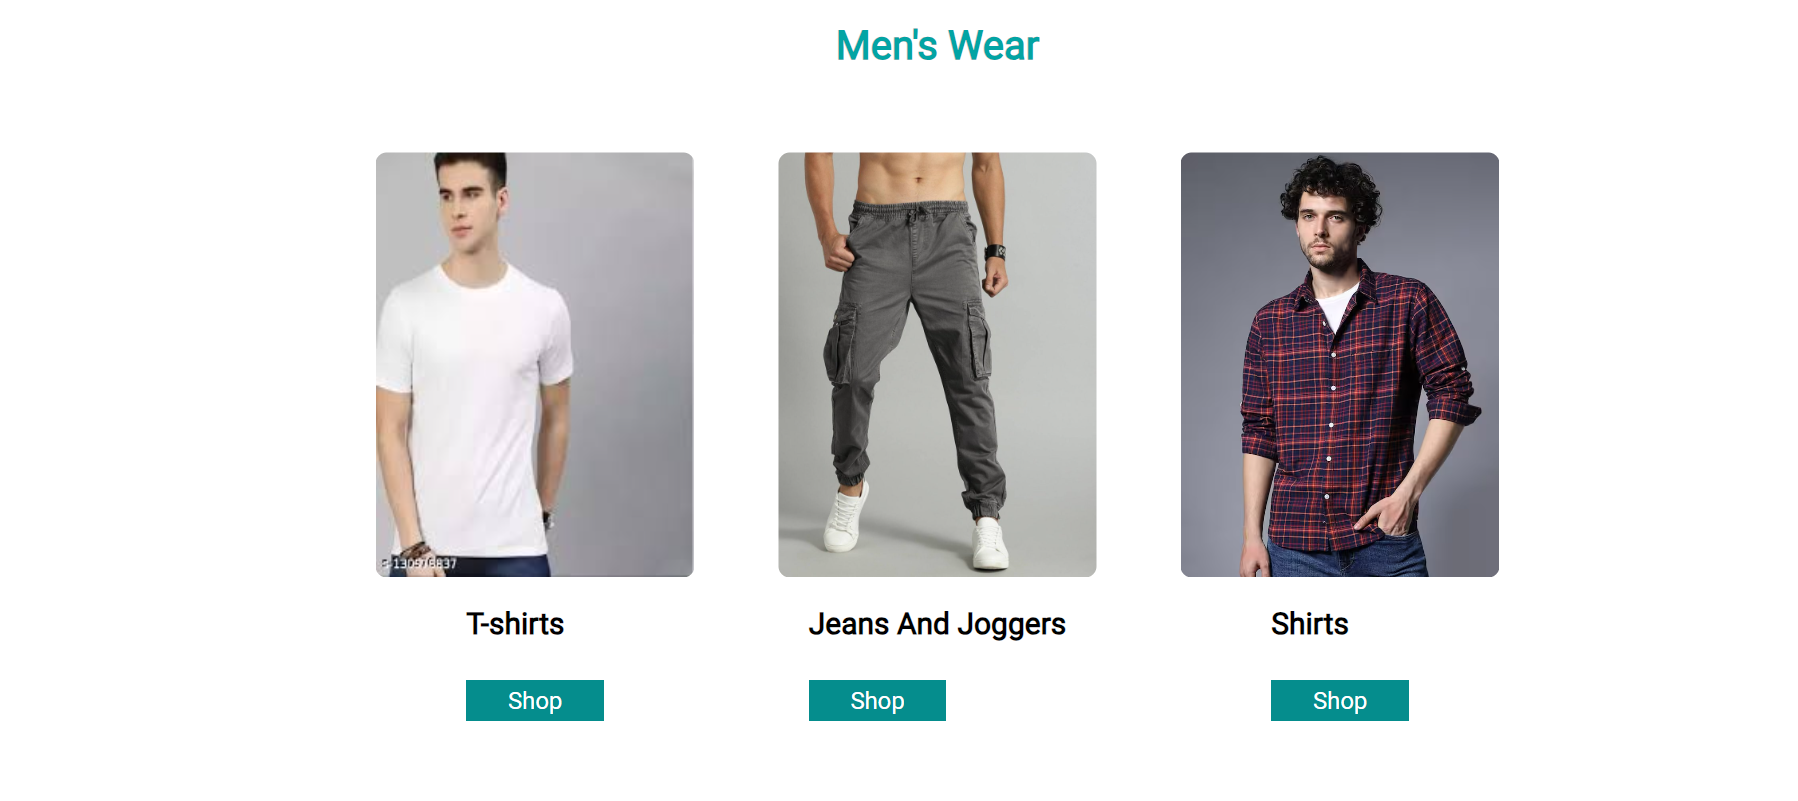 Men's Wear
T-shirts
Jeans And Joggers
Shirts
Shop
Shop
Shop